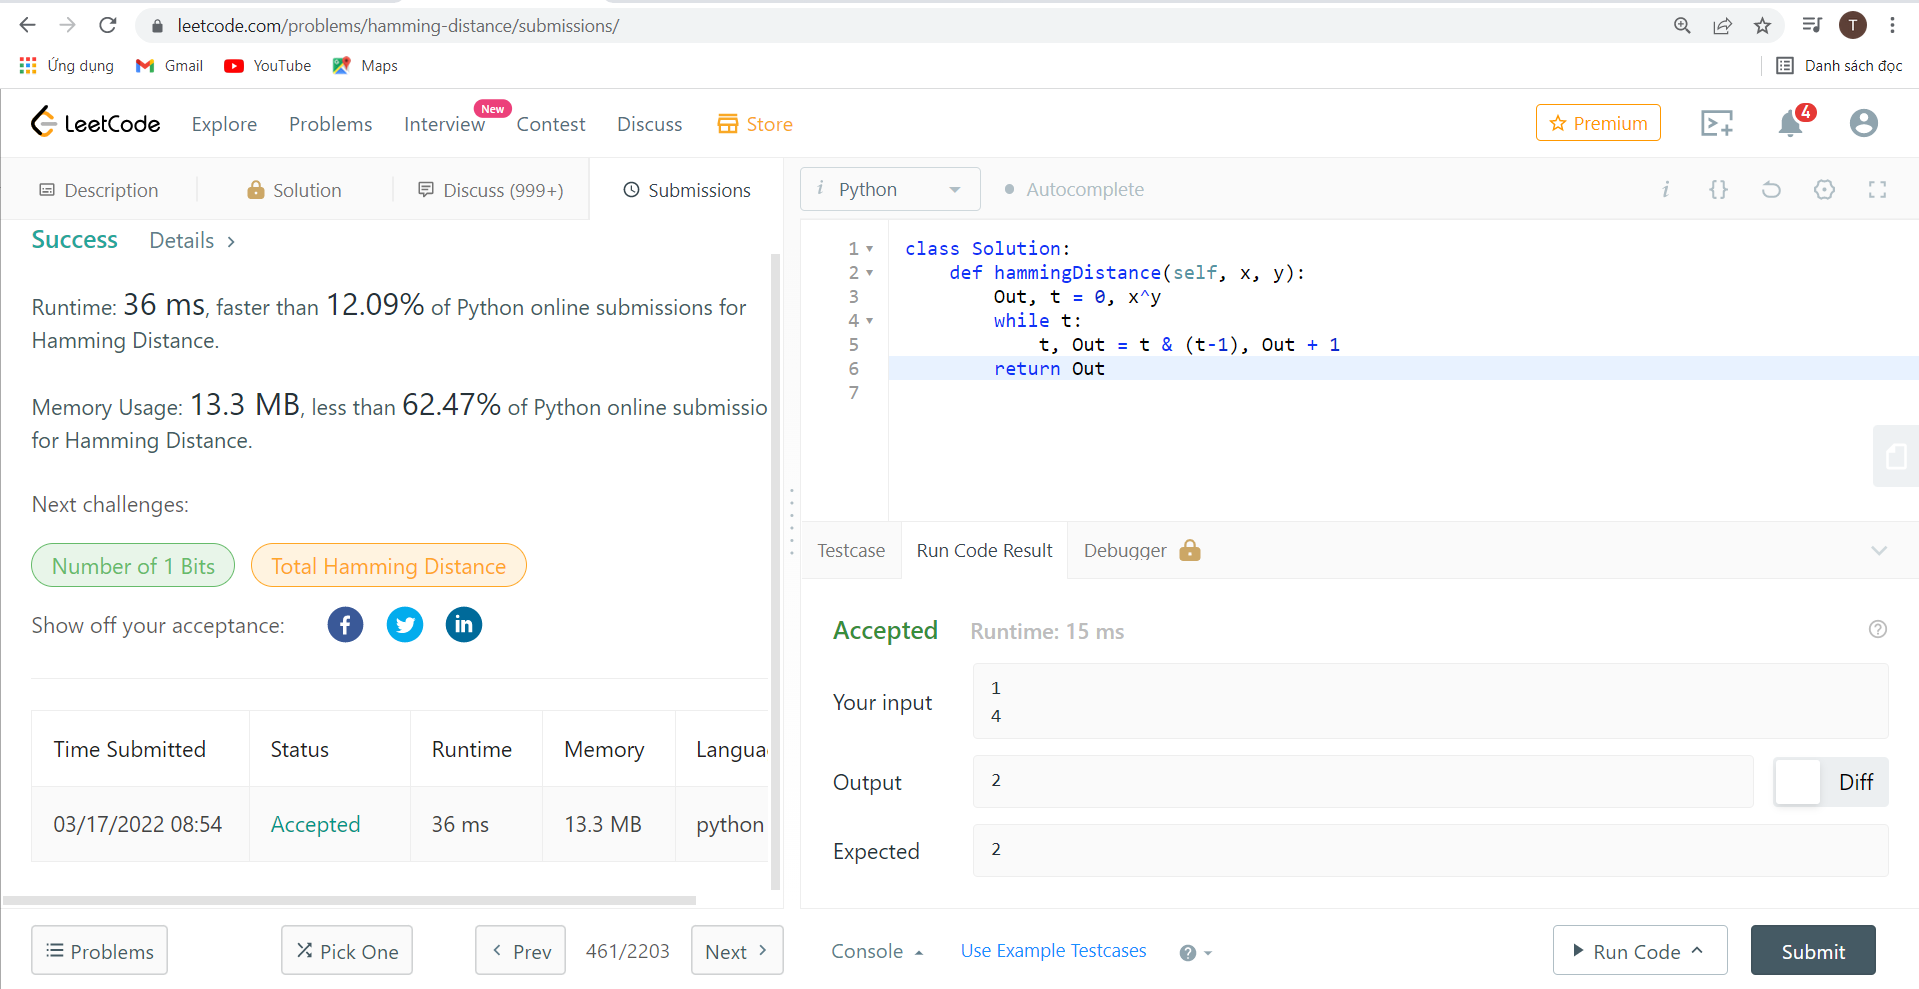 leetcode.com/problems/hamming-distance/submissions/
T
Ứng dụng Gmail YouTube Maps Danh sách đọc
LeetCode Explore Problems Interview New Contest Discuss Store Premium 4
Description Solution Discuss (999+) Submissions
i Python Autocomplete i {}
Success Details >
Runtime: 36 ms, faster than 12.09% of Python online submissions for
Hamming Distance.
Memory Usage: 13.3 MB, less than 62.47% of Python online submissio
for Hamming Distance.
Next challenges:
Number of 1 Bits Total Hamming Distance
Show off your acceptance:
Time Submitted Status Runtime Memory Langua
03/17/2022 08:54 Accepted 36 ms 13.3 MB python
Problems Pick One < Prev 461/2203 Next >
1 class Solution:
2     def hammingDistance(self, x, y):
3         Out, t = 0, x^y
4         while t:
5             t, Out = t & (t-1), Out + 1
6         return Out
7
Testcase Run Code Result Debugger
Accepted Runtime: 15 ms ?
Your input
1
4
Output 2 Diff
Expected 2
Console Use Example Testcases ? Run Code Submit